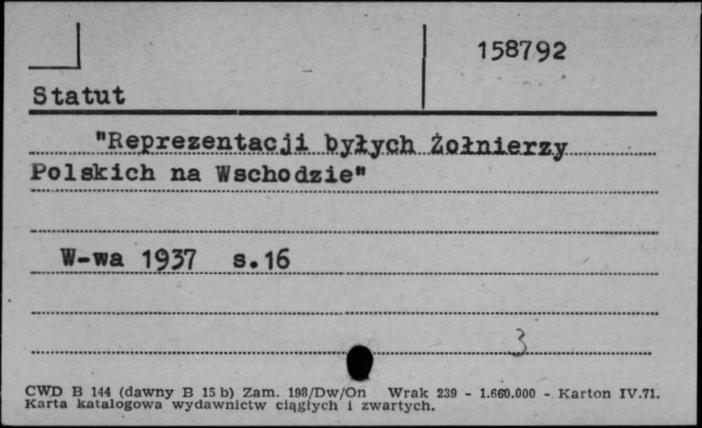 158792
Statut
"Reprezentacji byłych Żołnierzy
Polskich na Wschodzie"
W-wa 1937 s.16
3
CWD B 144 (dawny B 15 b) Zam. 198/Dw/On Wrak 239 - 1.660.000 - Karton IV.71.
Karta katalogowa wydawnictw ciągłych i zwartych.